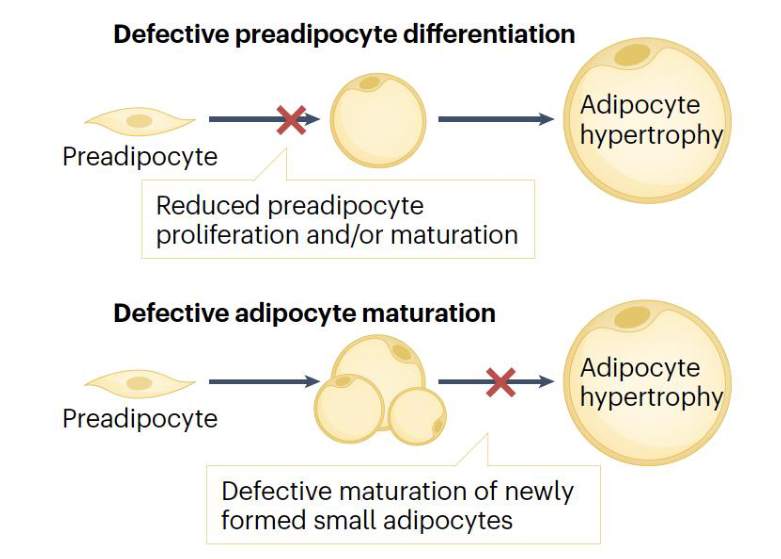 Defective preadipocyte differentiation
Preadipocyte
Adipocyte
hypertrophy
Reduced preadipocyte
proliferation and/or maturation
Defective adipocyte maturation
Preadipocyte
Adipocyte
hypertrophy
Defective maturation of newly
formed small adipocytes